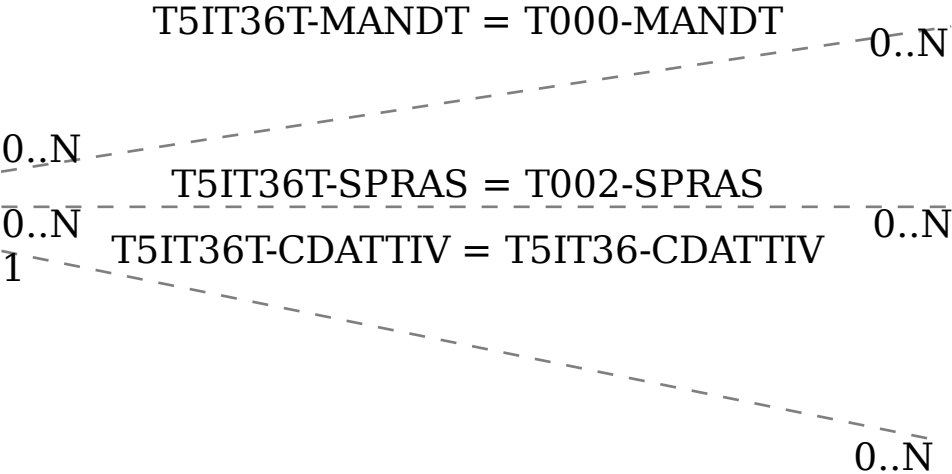 T5IT36T-MANDT = T000-MANDT
0..N
0..N
T5IT36T-SPRAS = T002-SPRAS
0..N
0..N
T5IT36T-CDATTIV = T5IT36-CDATTIV
1
0..N